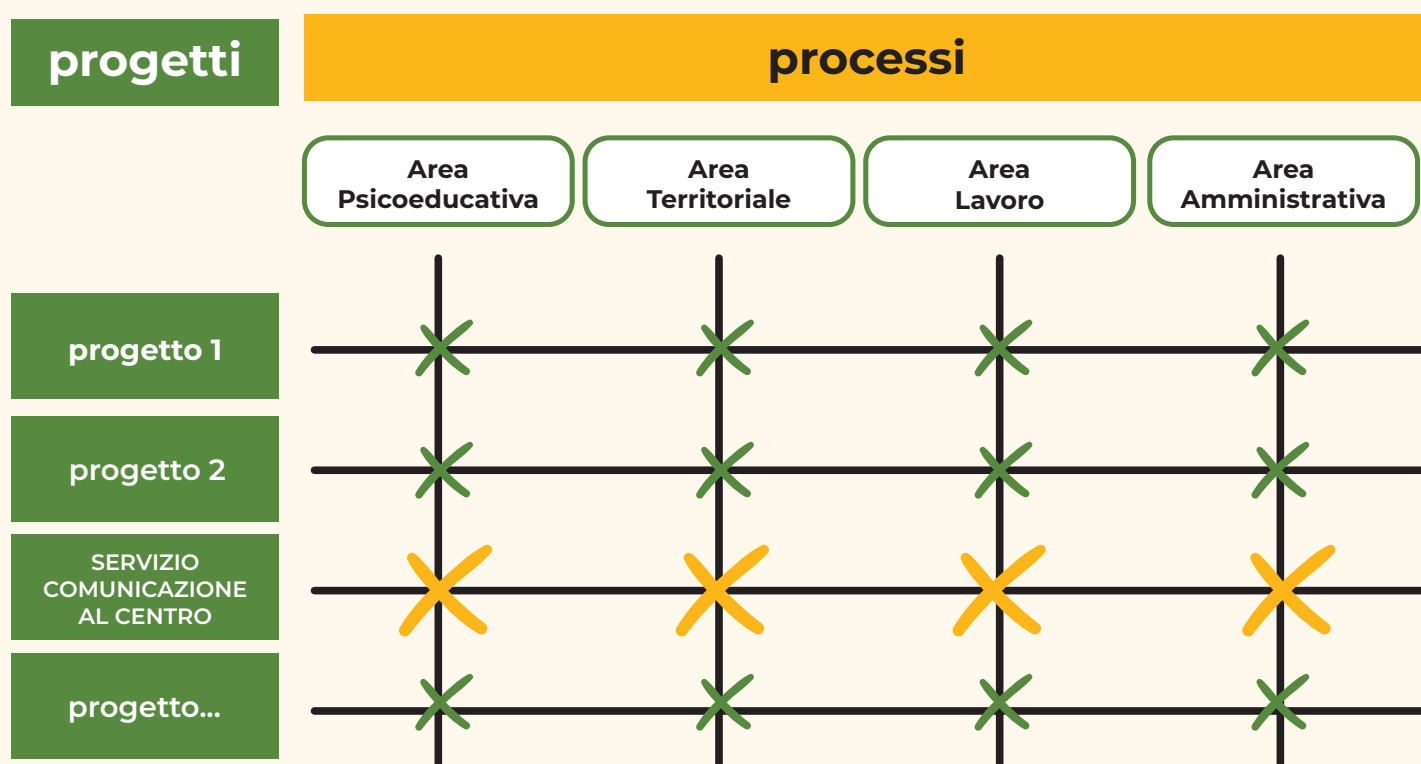 progetti
processi
Area
Psicoeducativa
Area
Territoriale
Area
Lavoro
Area
Amministrativa
progetto 1
progetto 2
SERVIZIO
COMUNICAZIONE
AL CENTRO
progetto...